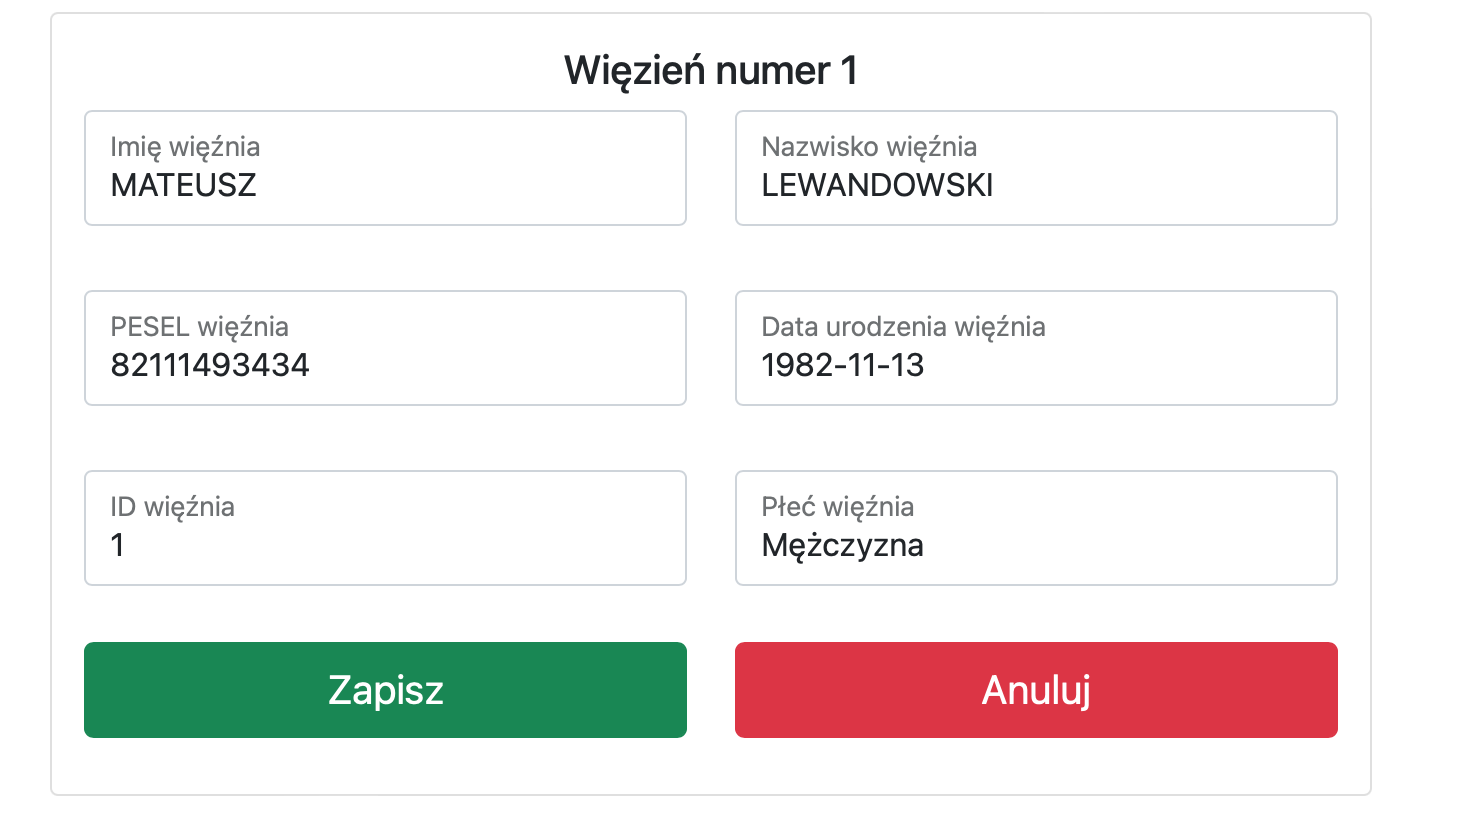 Więzień numer 1
Imię więźnia
MATEUSZ
Nazwisko więźnia
LEWANDOWSKI
PESEL więźnia
82111493434
Data urodzenia więźnia
1982-11-13
ID więźnia
1
Płeć więźnia
Mężczyzna
Zapisz
Anuluj